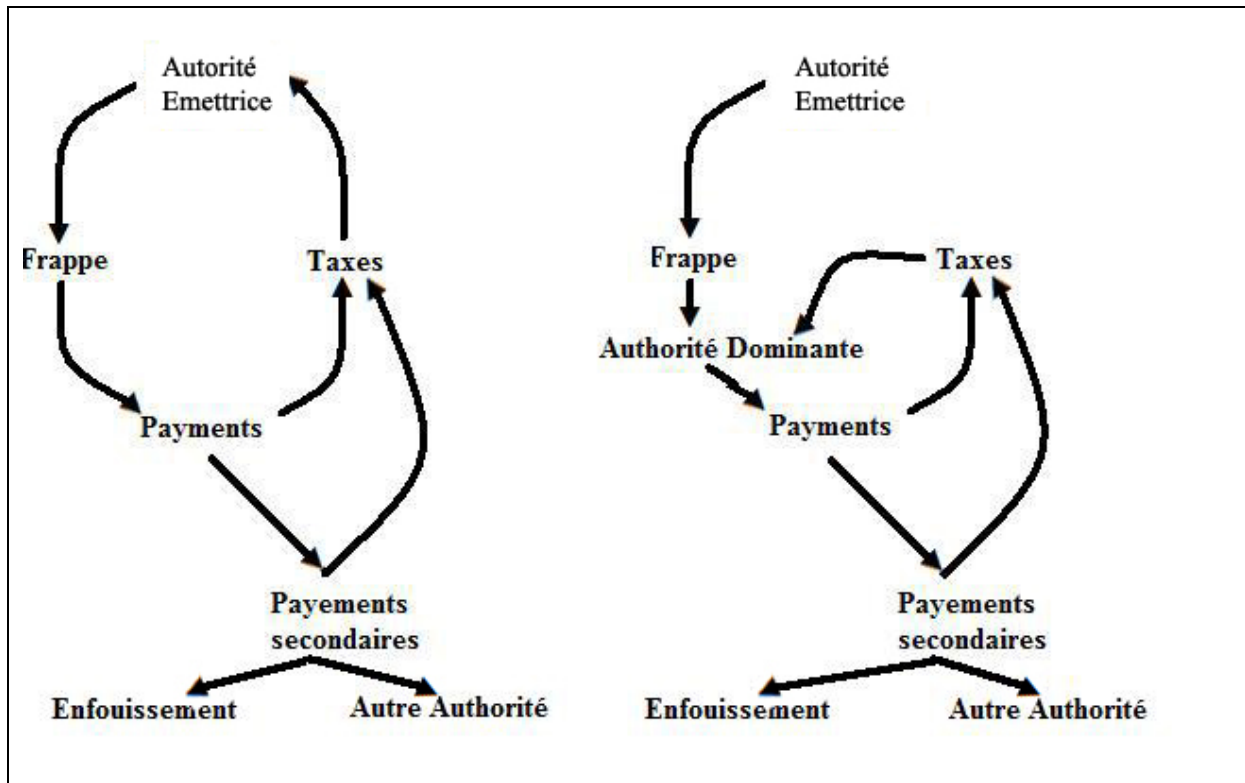 Autorité
Emettrice
Frappe
Taxes
Payments
Payements
secondaires
Enfouissement
Autre Authorité
Autorité
Emettrice
Frappe
Taxes
Authorité Dominante
Payments
Payements
secondaires
Enfouissement
Autre Authorité